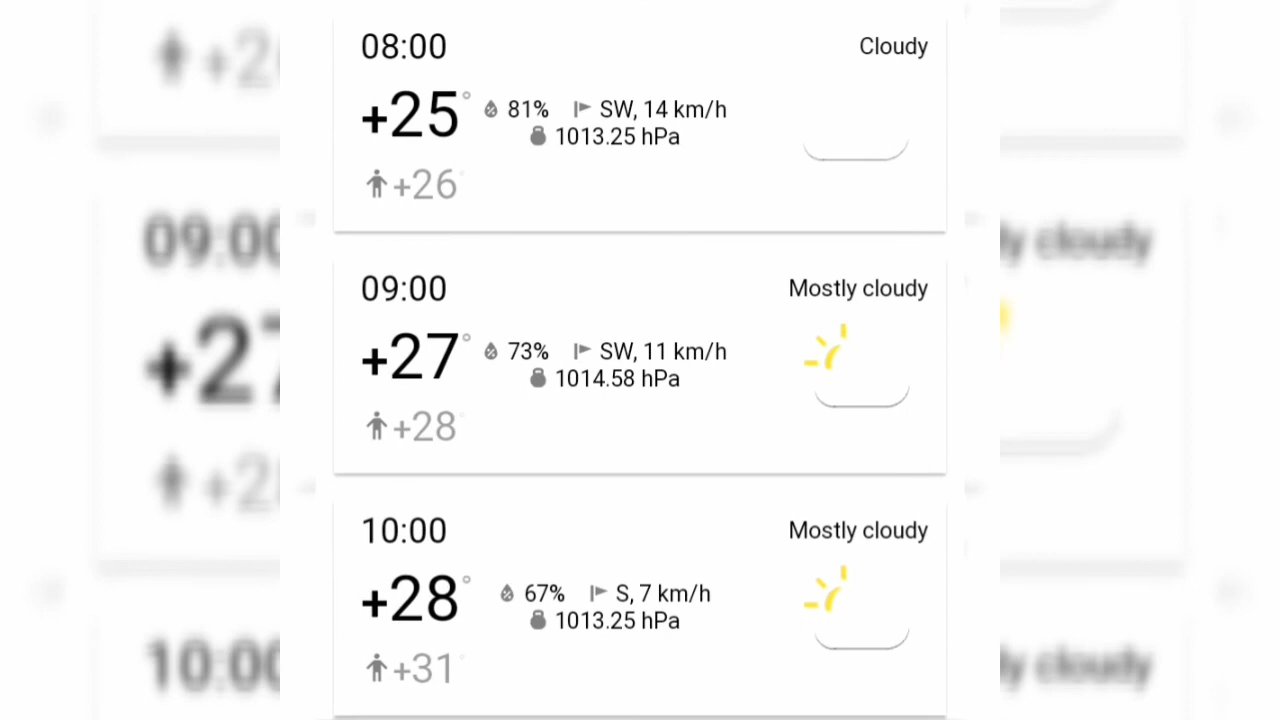 08:00
Cloudy
+25°
81% SW, 14 km/h
1013.25 hPa
+26°
09:00
Mostly cloudy
+27°
73% SW, 11 km/h
1014.58 hPa
+28°
10:00
Mostly cloudy
+28°
67% S, 7 km/h
1013.25 hPa
+31°